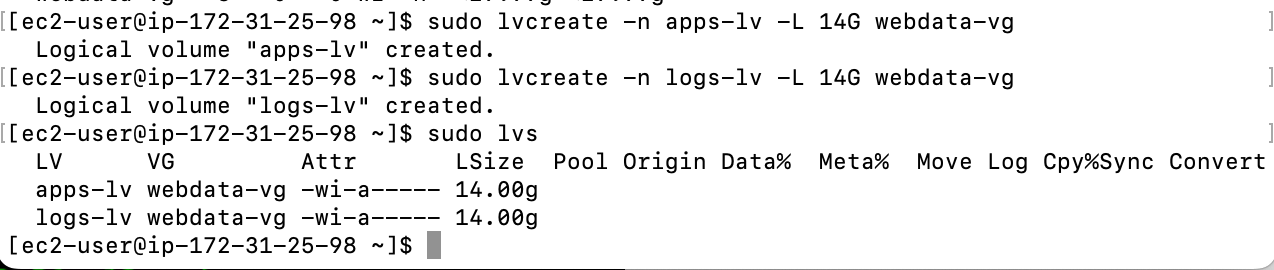 [[ec2-user@ip-172-31-25-98 ~]$ sudo lvcreate -n apps-lv -L 14G webdata-vg ]
  Logical volume "apps-lv" created.
[[ec2-user@ip-172-31-25-98 ~]$ sudo lvcreate -n logs-lv -L 14G webdata-vg ]
  Logical volume "logs-lv" created.
[[ec2-user@ip-172-31-25-98 ~]$ sudo lvs ]
  LV      VG         Attr       LSize  Pool Origin Data%  Meta%  Move Log Cpy%Sync Convert
  apps-lv webdata-vg -wi-a----- 14.00g
  logs-lv webdata-vg -wi-a----- 14.00g
[ec2-user@ip-172-31-25-98 ~]$